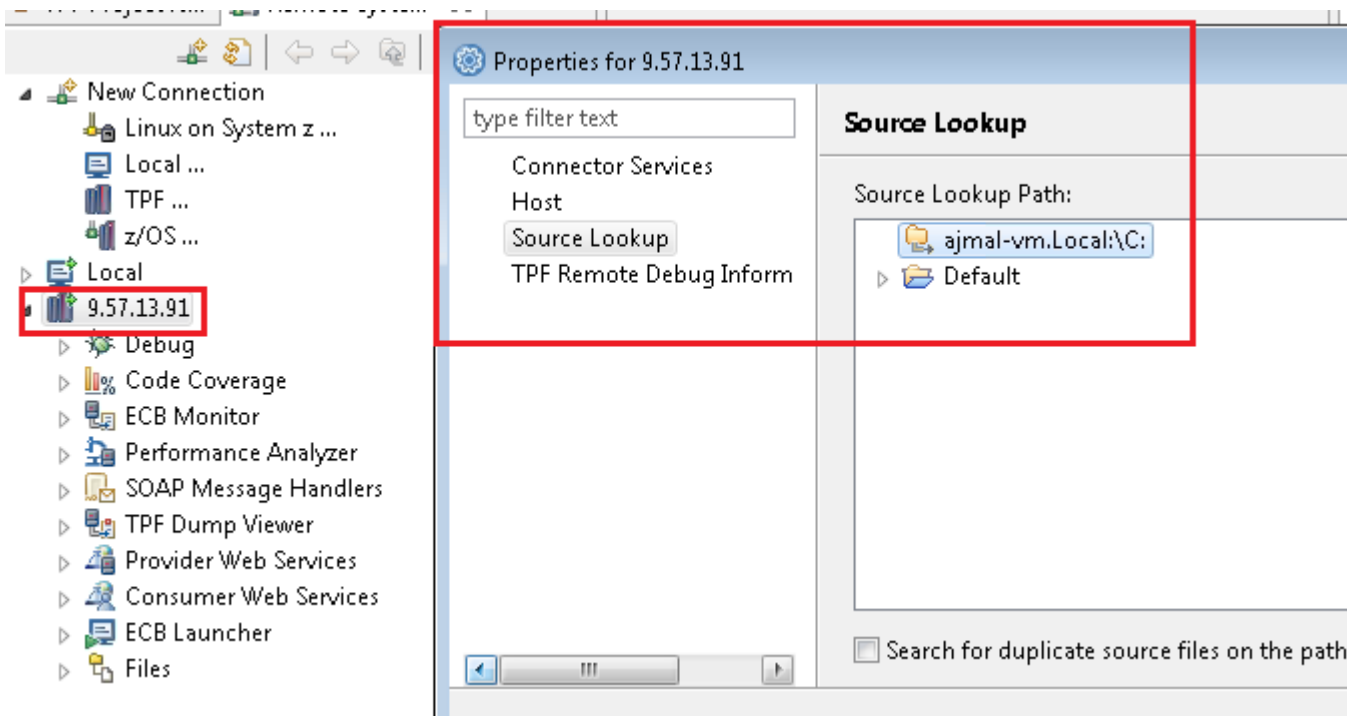 New Connection
Linux on System z ...
Local ...
TPF ...
z/OS ...
Local
9.57.13.91
Debug
Code Coverage
ECB Monitor
Performance Analyzer
SOAP Message Handlers
TPF Dump Viewer
Provider Web Services
Consumer Web Services
ECB Launcher
Files
Properties for 9.57.13.91
type filter text
Connector Services
Host
Source Lookup
TPF Remote Debug Inform
Source Lookup
Source Lookup Path:
ajmal-vm.Local:\C:
Default
Search for duplicate source files on the path